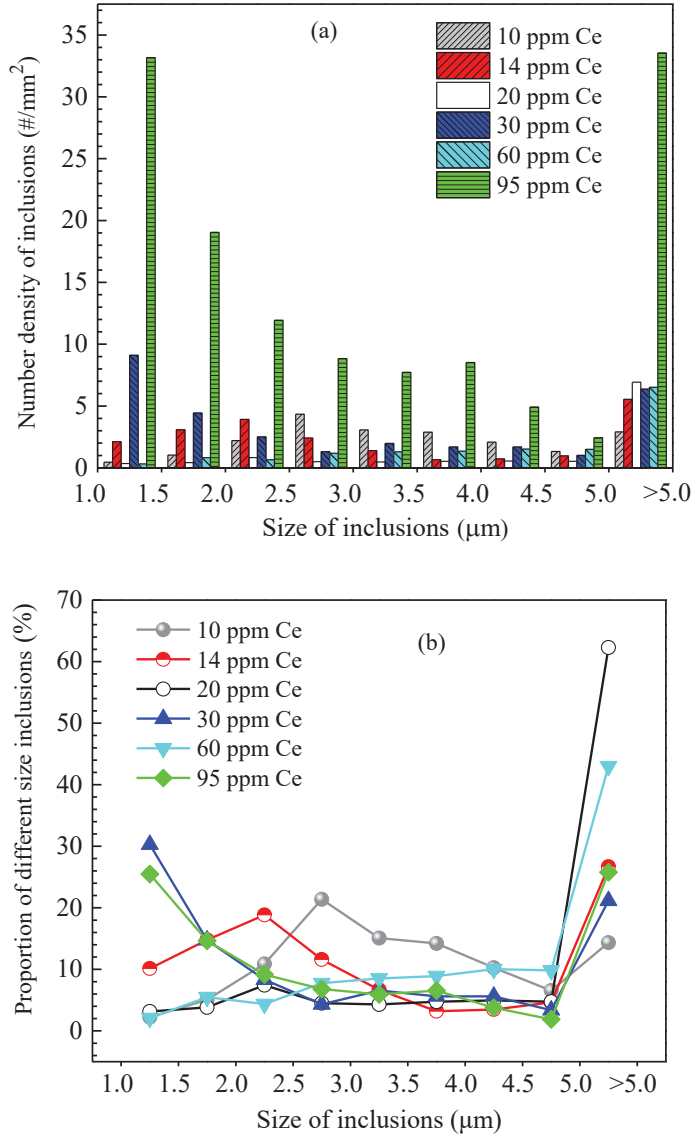 (a)
35
30
25
20
15
10
5
0
Number density of inclusions (#/mm²)
10 ppm Ce
14 ppm Ce
20 ppm Ce
30 ppm Ce
60 ppm Ce
95 ppm Ce
1.0 1.5 2.0 2.5 3.0 3.5 4.0 4.5 5.0 >5.0
Size of inclusions (μm)
(b)
70
60
50
40
30
20
10
0
Proportion of different size inclusions (%)
10 ppm Ce
14 ppm Ce
20 ppm Ce
30 ppm Ce
60 ppm Ce
95 ppm Ce
1.0 1.5 2.0 2.5 3.0 3.5 4.0 4.5 5.0 >5.0
Size of inclusions (μm)